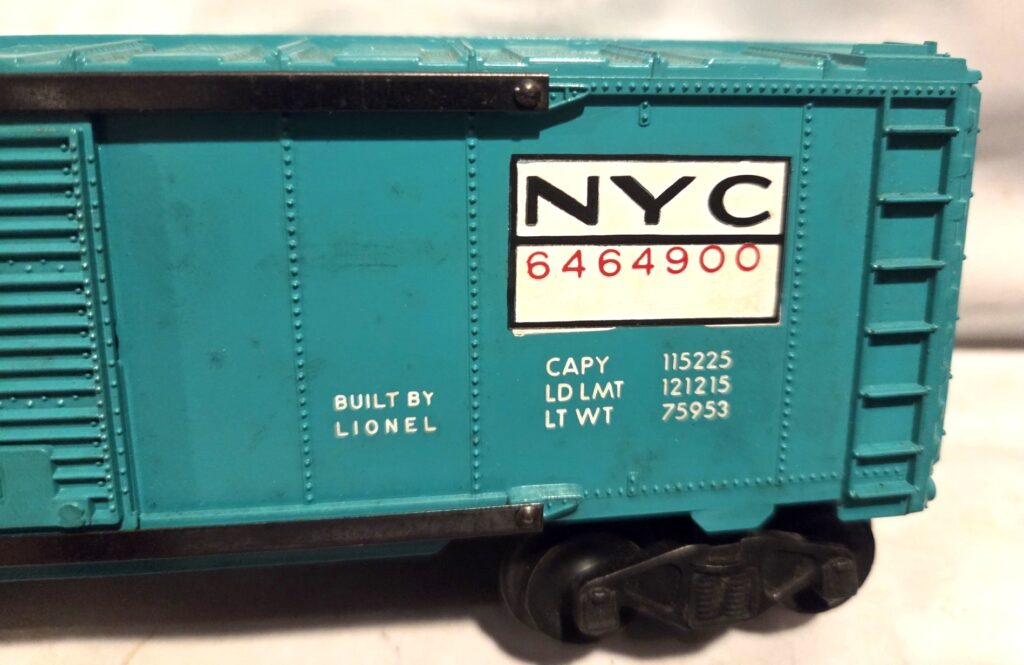 NYC
6464900
CAPY 115225
LD LMT 121215
LT WT 75953
BUILT BY
LIONEL